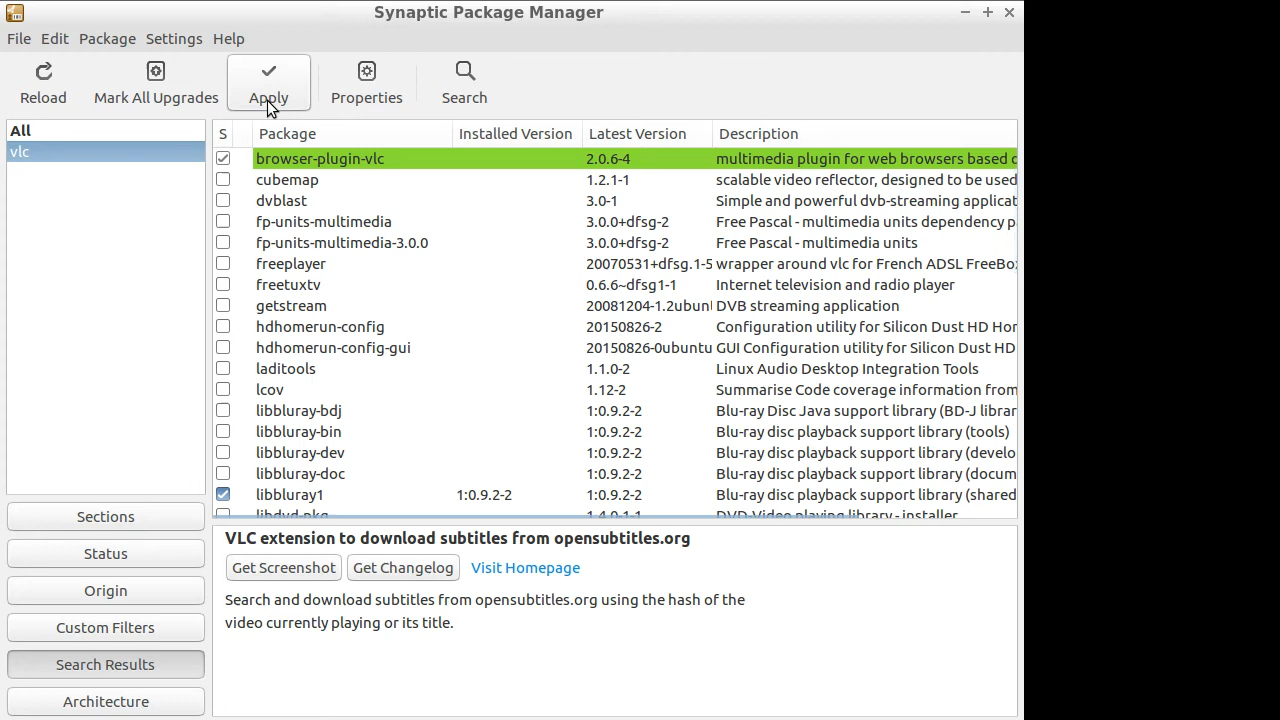 Synaptic Package Manager
File Edit Package Settings Help
Reload Mark All Upgrades Apply Properties Search
All
vlc
S Package Installed Version Latest Version Description
browser-plugin-vlc 2.0.6-4 multimedia plugin for web browsers based
cubemap 1.2.1-1 scalable video reflector, designed to be used
dvblast 3.0-1 Simple and powerful dvb-streaming applicat
fp-units-multimedia 3.0.0+dfsg-2 Free Pascal - multimedia units dependency p
fp-units-multimedia-3.0.0 3.0.0+dfsg-2 Free Pascal - multimedia units
freeplayer 20070531+dfsg.1-5 wrapper around vlc for French ADSL FreeBo
freetuxtv 0.6.6~dfsg1-1 Internet television and radio player
getstream 20081204-1.2ubunt DVB streaming application
hdhomerun-config 20150826-2 Configuration utility for Silicon Dust HD Hor
hdhomerun-config-gui 20150826-0ubuntu GUI Configuration utility for Silicon Dust HD
laditools 1.1.0-2 Linux Audio Desktop Integration Tools
lcov 1.12-2 Summarise Code coverage information from
libbluray-bdj 1:0.9.2-2 Blu-ray Disc Java support library (BD-J librar
libbluray-bin 1:0.9.2-2 Blu-ray disc playback support library (tools)
libbluray-dev 1:0.9.2-2 Blu-ray disc playback support library (develo
libbluray-doc 1:0.9.2-2 Blu-ray disc playback support library (docum
libbluray1 1:0.9.2-2 1:0.9.2-2 Blu-ray disc playback support library (shared
libdvd-pkg 1.4.0-1-1 DVD-Video playing library - installer
Sections
Status
Origin
Custom Filters
Search Results
Architecture
VLC extension to download subtitles from opensubtitles.org
Get Screenshot Get Changelog Visit Homepage
Search and download subtitles from opensubtitles.org using the hash of the
video currently playing or its title.